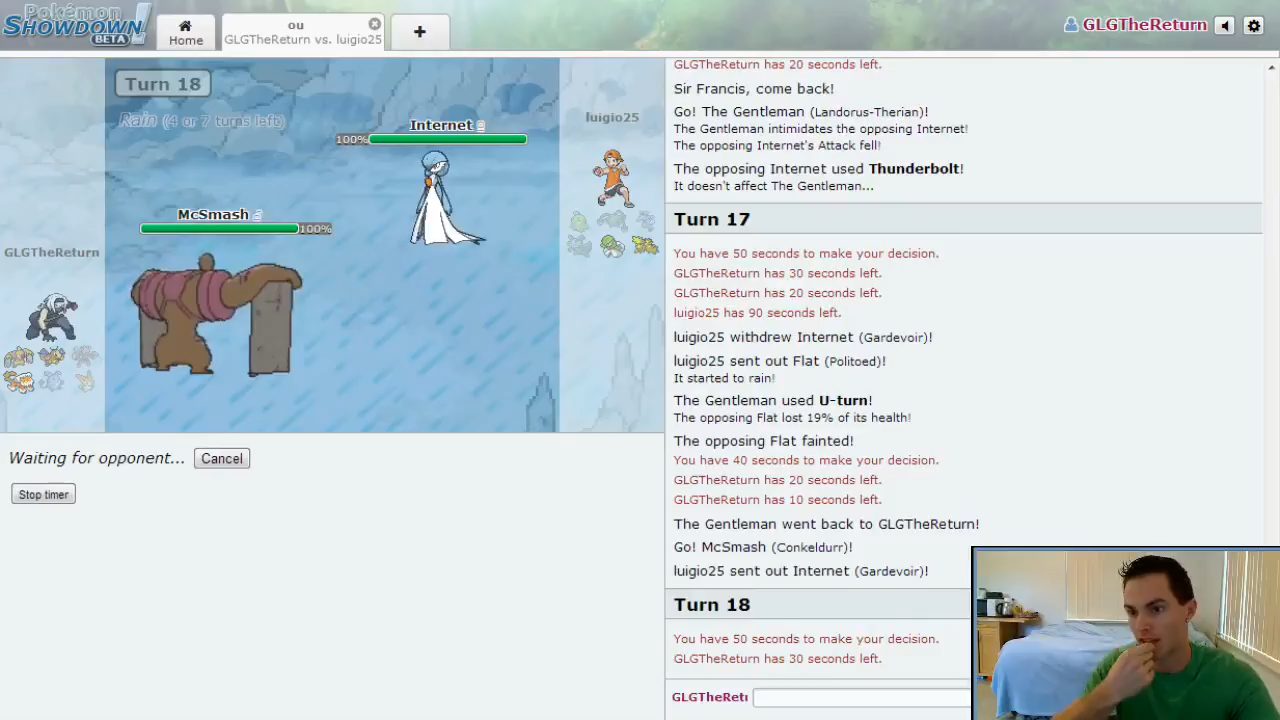 Pokémon
SHOWDOWN!
BETA
Home
ou
GLGTheReturn vs. luigio25
+
GLGTheReturn
Turn 18
Rain (4 or 7 turns left)
Internet
100%
McSmash
100%
luigio25
GLGTheReturn
Waiting for opponent... Cancel
Stop timer
GLGTheReturn has 20 seconds left.
Sir Francis, come back!
Go! The Gentleman (Landorus-Therian)!
The Gentleman intimidates the opposing Internet!
The opposing Internet's Attack fell!
The opposing Internet used Thunderbolt!
It doesn't affect The Gentleman...
Turn 17
You have 50 seconds to make your decision.
GLGTheReturn has 30 seconds left.
GLGTheReturn has 20 seconds left.
luigio25 has 90 seconds left.
luigio25 withdrew Internet (Gardevoir)!
luigio25 sent out Flat (Politoed)!
It started to rain!
The Gentleman used U-turn!
The opposing Flat lost 19% of its health!
The opposing Flat fainted!
You have 40 seconds to make your decision.
GLGTheReturn has 20 seconds left.
GLGTheReturn has 10 seconds left.
The Gentleman went back to GLGTheReturn!
Go! McSmash (Conkeldurr)!
luigio25 sent out Internet (Gardevoir)!
Turn 18
You have 50 seconds to make your decision.
GLGTheReturn has 30 seconds left.
GLGTheRetu